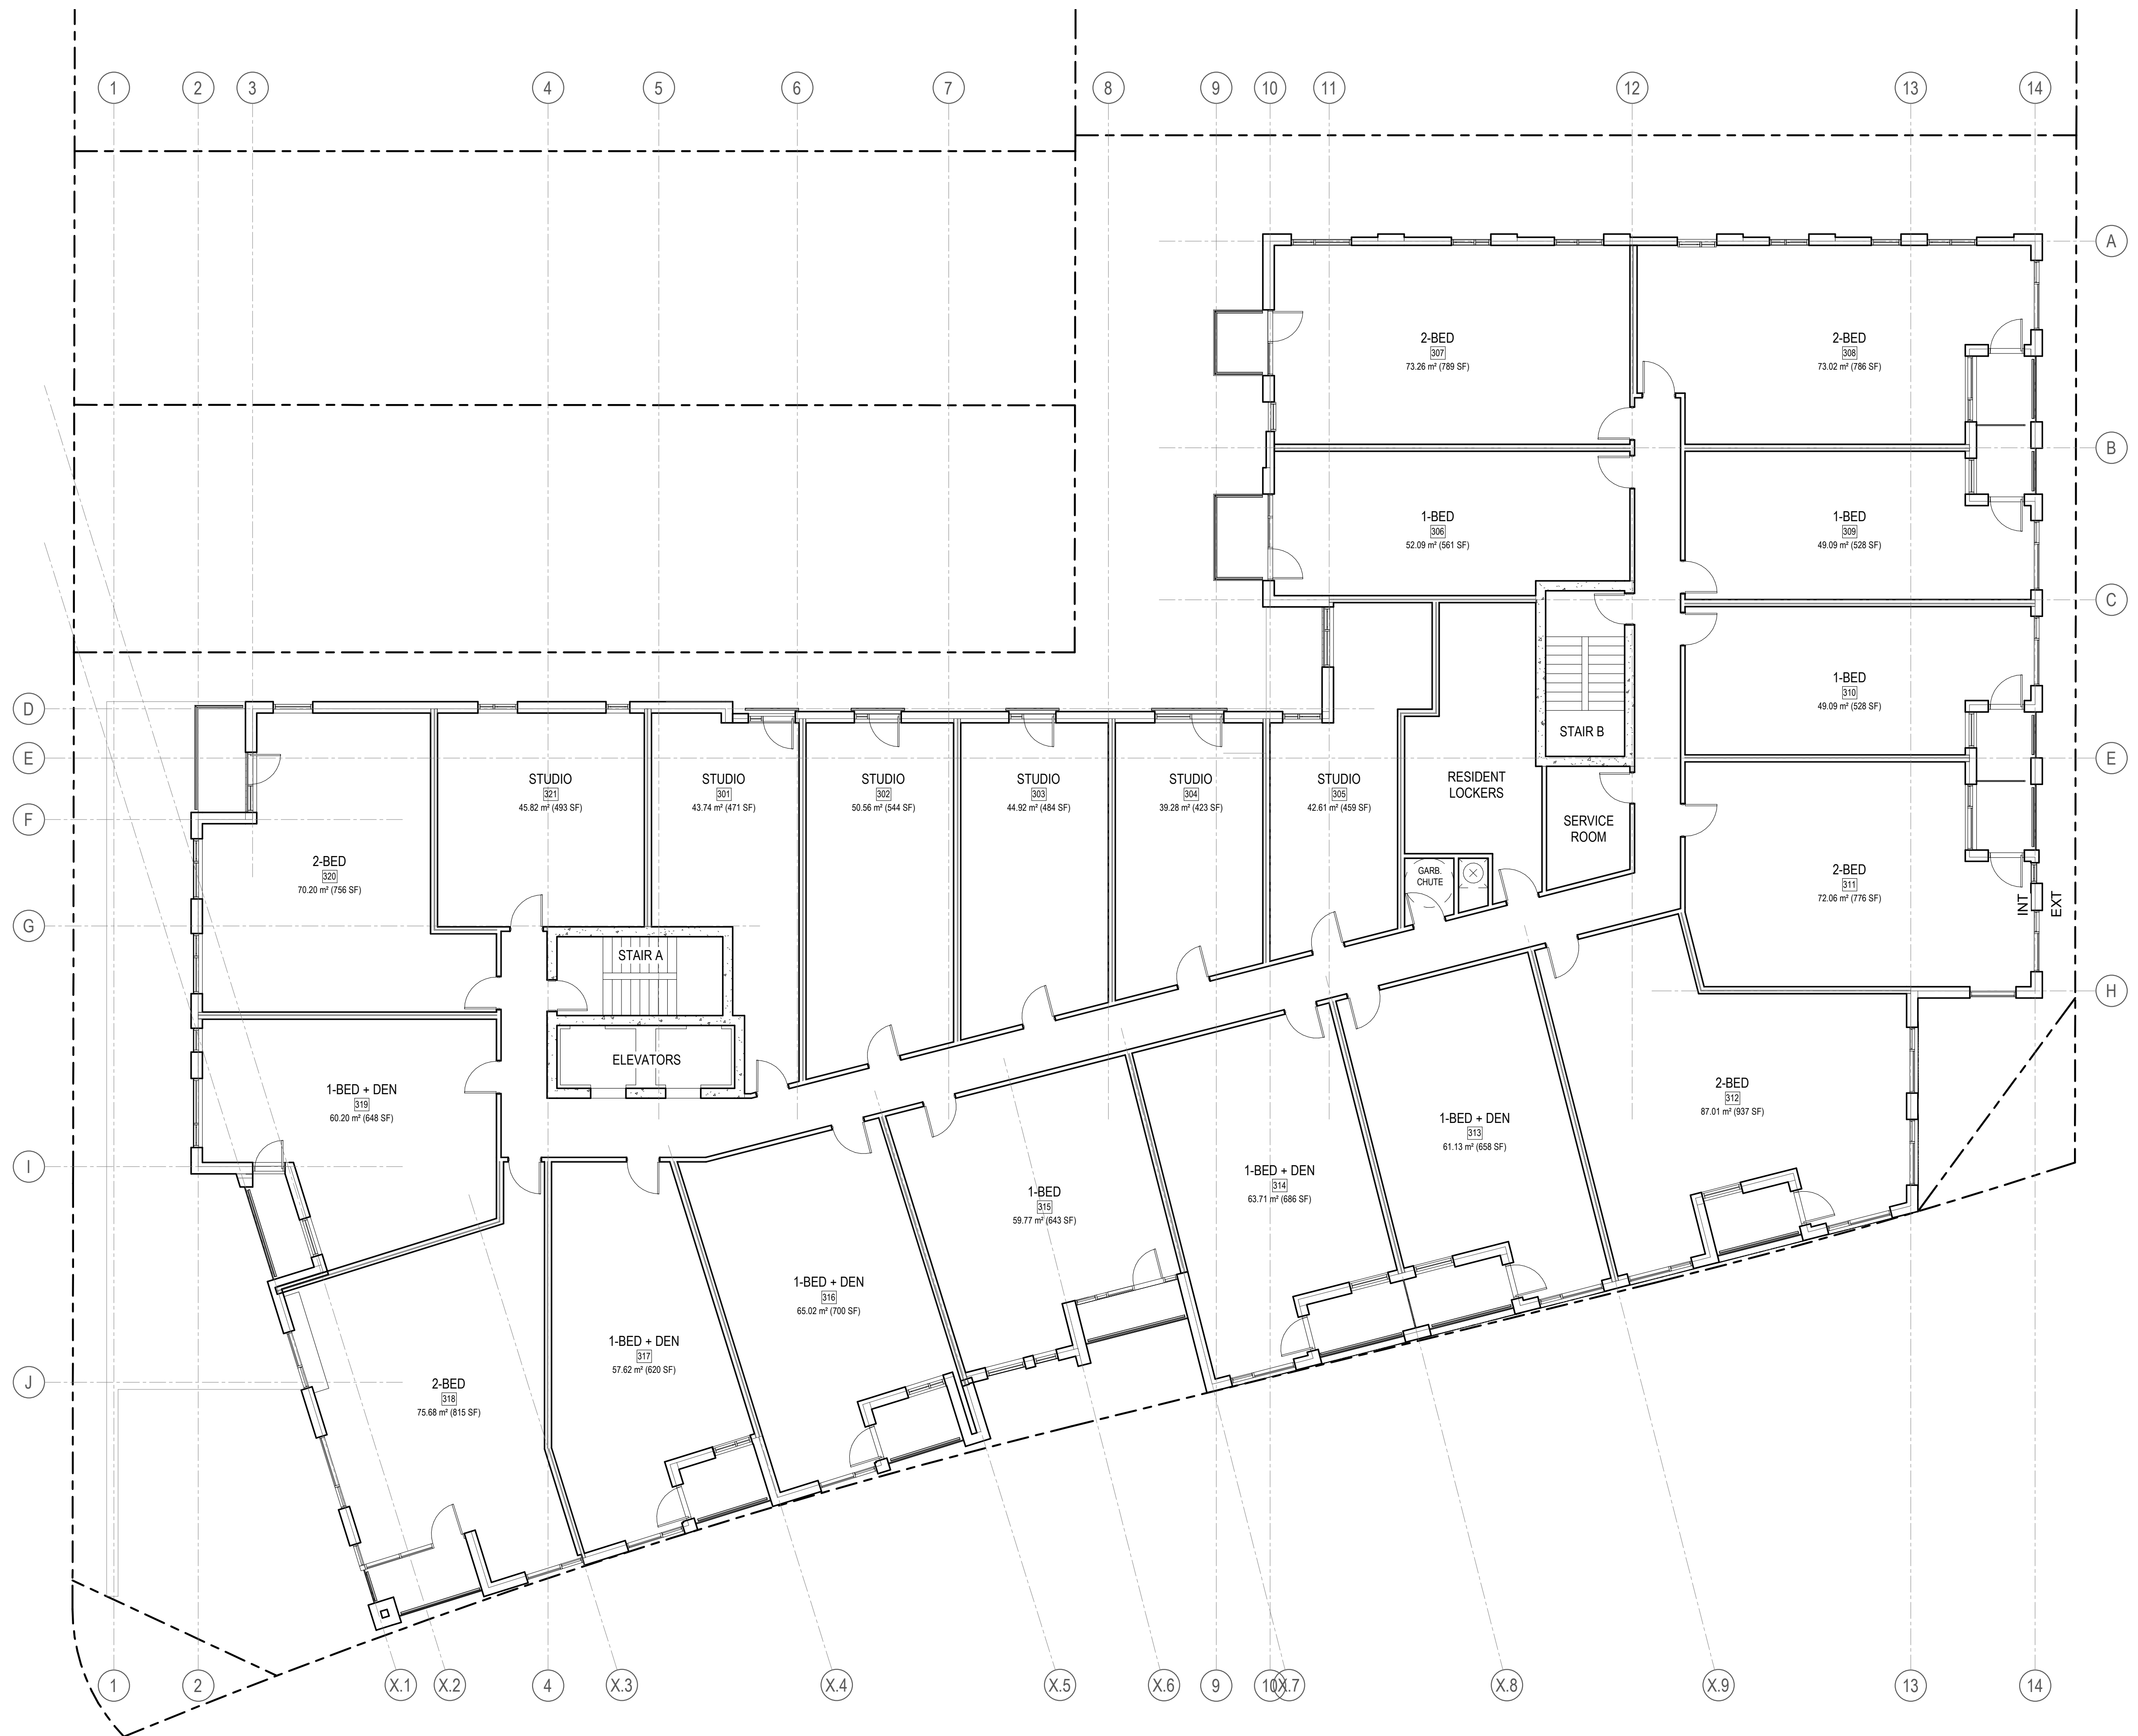 1
2
3
4
5
6
7
8
9
10
11
12
13
14
A
B
C
D
E
E
F
G
H
I
J
2-BED
307
73.26 m² (789 SF)
2-BED
308
73.02 m² (786 SF)
1-BED
306
52.09 m² (561 SF)
1-BED
309
49.09 m² (528 SF)
1-BED
310
49.09 m² (528 SF)
STAIR B
STUDIO
321
45.82 m² (493 SF)
STUDIO
301
43.74 m² (471 SF)
STUDIO
302
50.56 m² (544 SF)
STUDIO
303
44.92 m² (484 SF)
STUDIO
304
39.28 m² (423 SF)
STUDIO
305
42.61 m² (459 SF)
RESIDENT
LOCKERS
SERVICE
ROOM
GARB.
CHUTE
2-BED
320
70.20 m² (756 SF)
2-BED
311
72.06 m² (776 SF)
INT
EXT
STAIR A
ELEVATORS
1-BED + DEN
319
60.20 m² (648 SF)
2-BED
312
87.01 m² (937 SF)
1-BED + DEN
313
61.13 m² (658 SF)
1-BED + DEN
314
63.71 m² (686 SF)
1-BED
315
59.77 m² (643 SF)
1-BED + DEN
316
65.02 m² (700 SF)
1-BED + DEN
317
57.62 m² (620 SF)
2-BED
318
75.68 m² (815 SF)
1
2
X.1
X.2
4
X.3
X.4
X.5
X.6
9
10
X.7
X.8
X.9
13
14